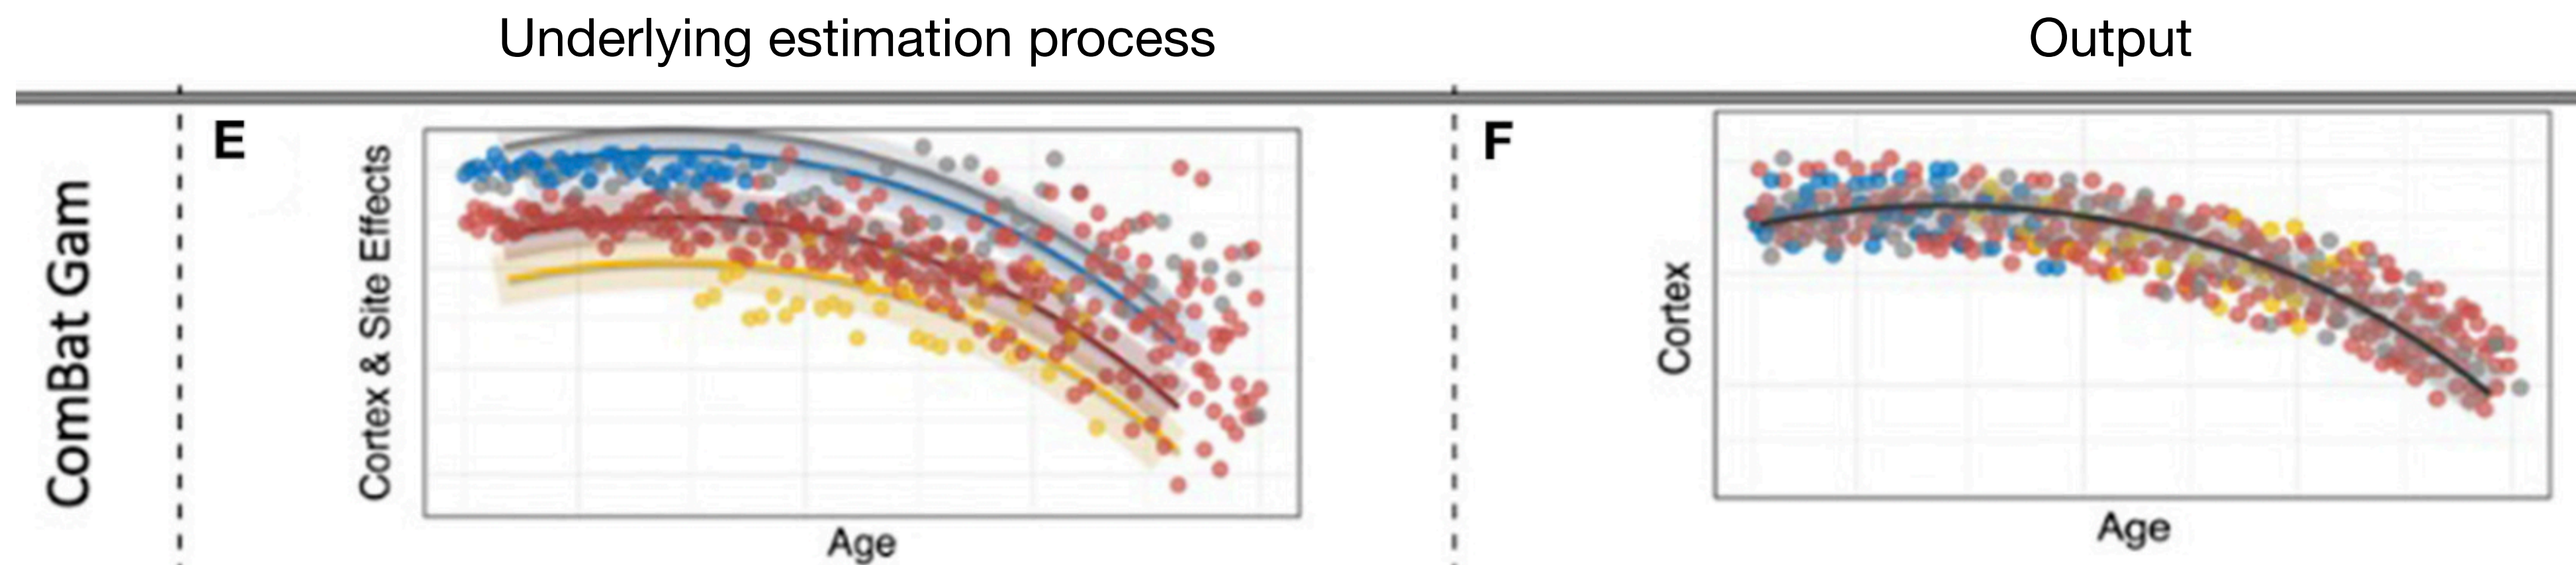 Underlying estimation process
Output
ComBat Gam
E
Cortex & Site Effects
Age
F
Cortex
Age